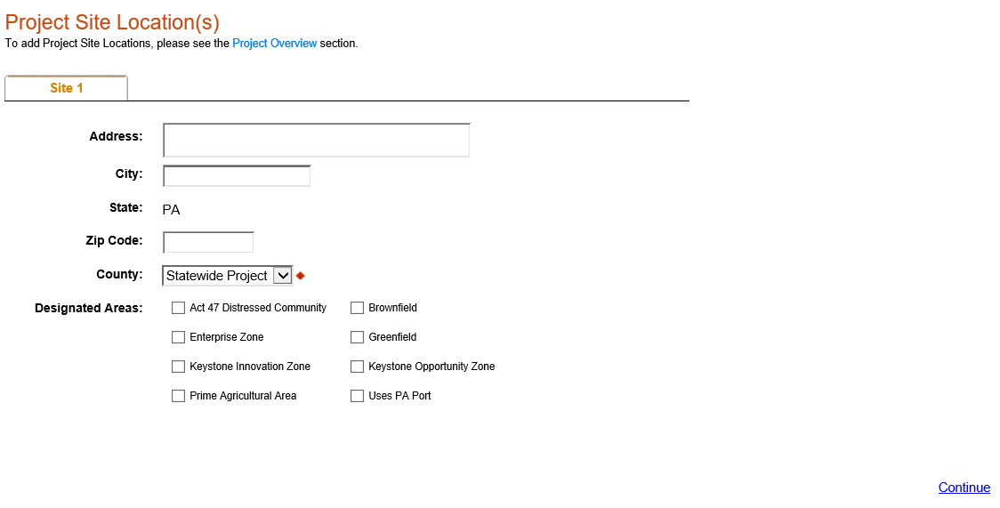 Project Site Location(s)
To add Project Site Locations, please see the Project Overview section.
Site 1
Address:
City:
State: PA
Zip Code:
County: Statewide Project
Designated Areas: Act 47 Distressed Community Brownfield
Enterprise Zone Greenfield
Keystone Innovation Zone Keystone Opportunity Zone
Prime Agricultural Area Uses PA Port
Continue